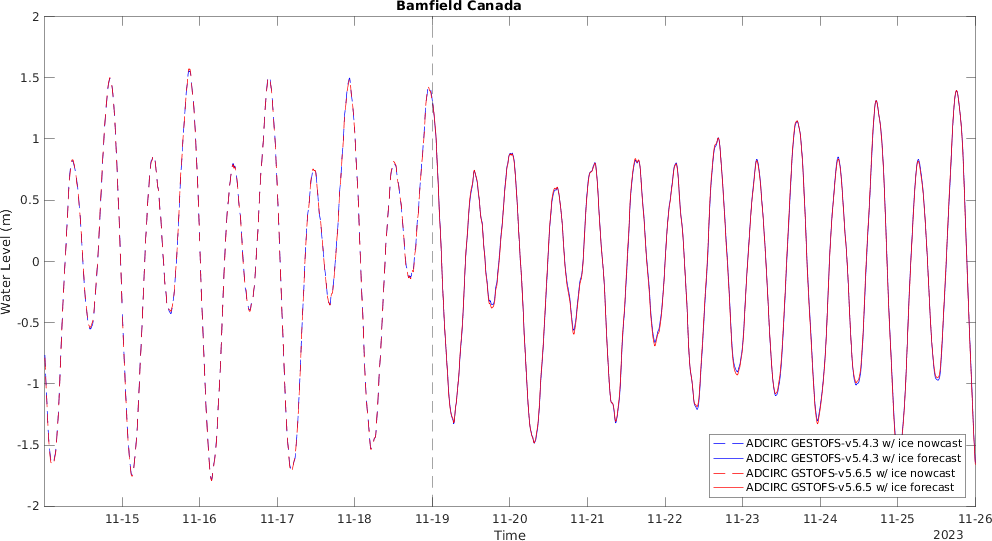 Bamfield Canada
2
1.5
1
0.5
0
-0.5
-1
-1.5
-2
Water Level (m)
11-15 11-16 11-17 11-18 11-19 11-20 11-21 11-22 11-23 11-24 11-25 11-26
2023
Time
ADCIRC GESTOFS-v5.4.3 w/ ice nowcast
ADCIRC GESTOFS-v5.4.3 w/ ice forecast
ADCIRC GSTOFS-v5.6.5 w/ ice nowcast
ADCIRC GSTOFS-v5.6.5 w/ ice forecast